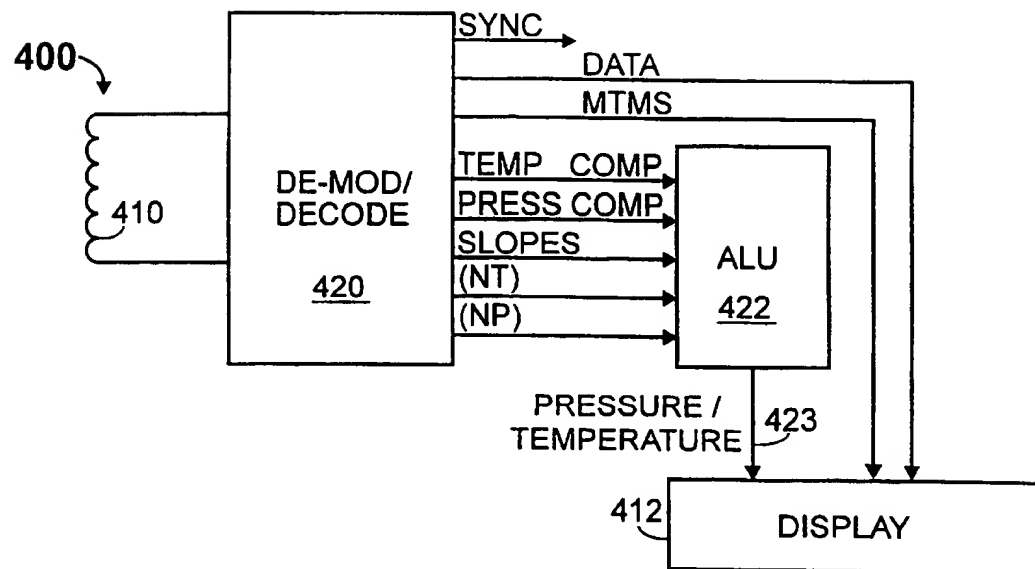 400
410
DE-MOD/
DECODE
420
SYNC
DATA
MTMS
TEMP COMP
PRESS COMP
SLOPES
(NT)
(NP)
ALU
422
PRESSURE /
TEMPERATURE
423
412
DISPLAY